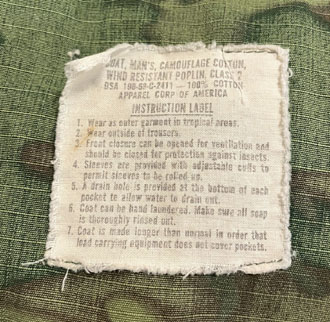 COAT, MAN'S, CAMOUFLAGE COTTON,
WIND RESISTANT POPLIN, CLASS 2
DSA 100-67-C-2411 — 100% COTTON
APPAREL CORP OF AMERICA
INSTRUCTION LABEL
1. Wear as outer garment in tropical areas.
2. Wear outside of trousers.
3. Front closure can be opened for ventilation and
should be closed for protection against insects.
4. Sleeves are provided with adjustable cuffs to
permit sleeves to be rolled up.
5. A drain hole is provided at the bottom of each
pocket to allow water to drain out.
6. Coat can be hand laundered. Make sure all soap
is thoroughly rinsed out.
7. Coat is made longer than normal in order that
load carrying equipment does not cover pockets.